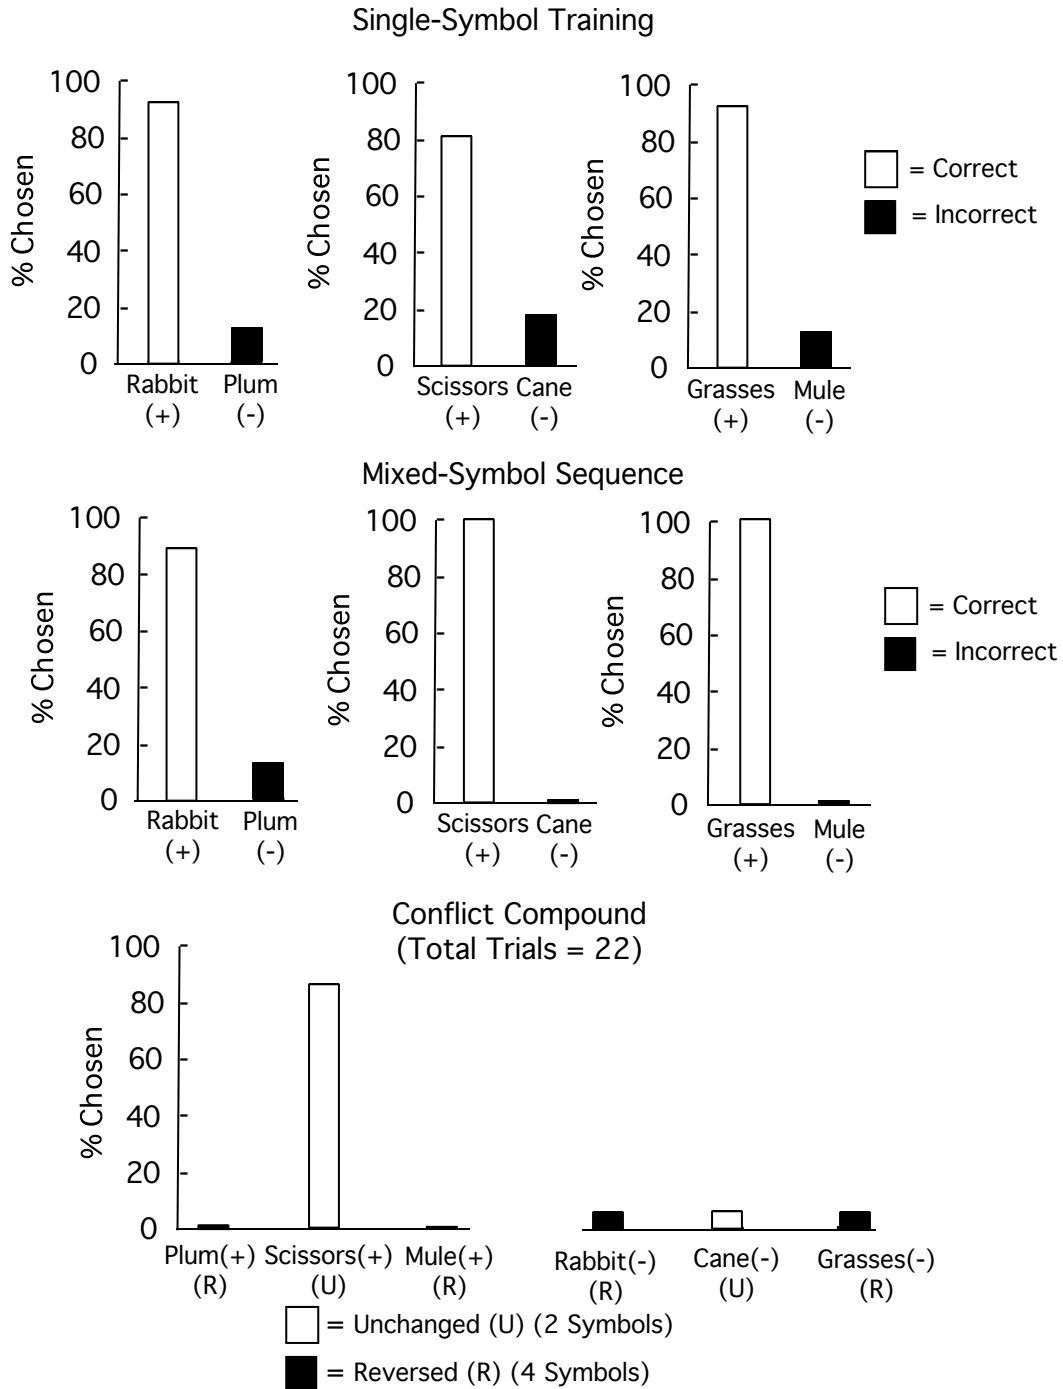 Single-Symbol Training
% Chosen
100
80
60
40
20
0
Rabbit Plum
(+) (-)
% Chosen
100
80
60
40
20
0
Scissors Cane
(+) (-)
% Chosen
100
80
60
40
20
0
Grasses Mule
(+) (-)
= Correct
= Incorrect
Mixed-Symbol Sequence
% Chosen
100
80
60
40
20
0
Rabbit Plum
(+) (-)
% Chosen
100
80
60
40
20
0
Scissors Cane
(+) (-)
% Chosen
100
80
60
40
20
0
Grasses Mule
(+) (-)
= Correct
= Incorrect
Conflict Compound
(Total Trials = 22)
% Chosen
100
80
60
40
20
0
Plum(+) Scissors(+) Mule(+)
(R) (U) (R)
Rabbit(-) Cane(-) Grasses(-)
(R) (U) (R)
= Unchanged (U) (2 Symbols)
= Reversed (R) (4 Symbols)